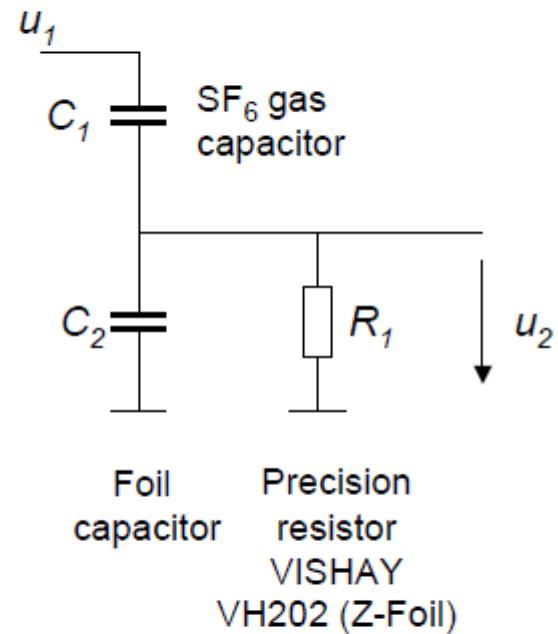 u₁
C₁
SF₆ gas
capacitor
C₂
R₁
u₂
Foil
capacitor
Precision
resistor
VISHAY
VH202 (Z-Foil)